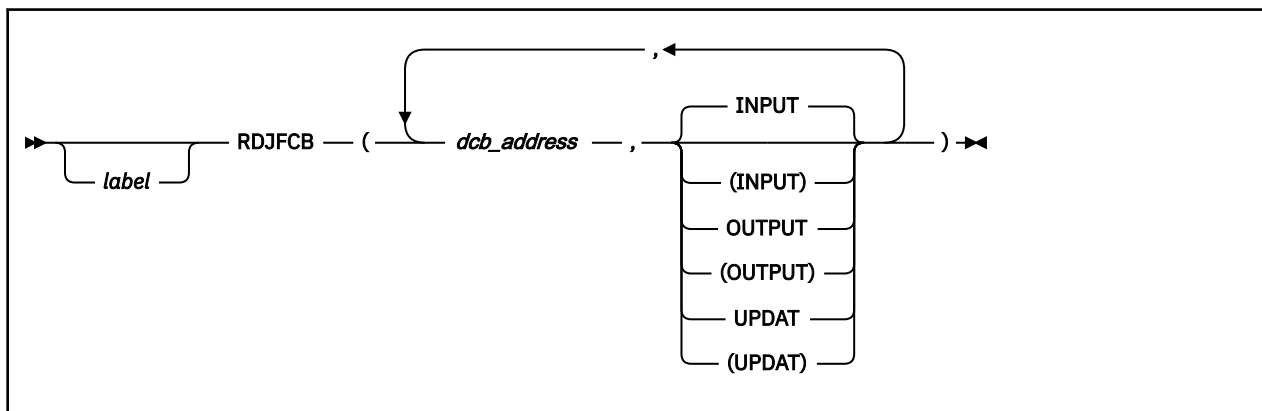 ,
INPUT
RDJFCB ( dcb_address , )
label
(INPUT)
OUTPUT
(OUTPUT)
UPDAT
(UPDAT)